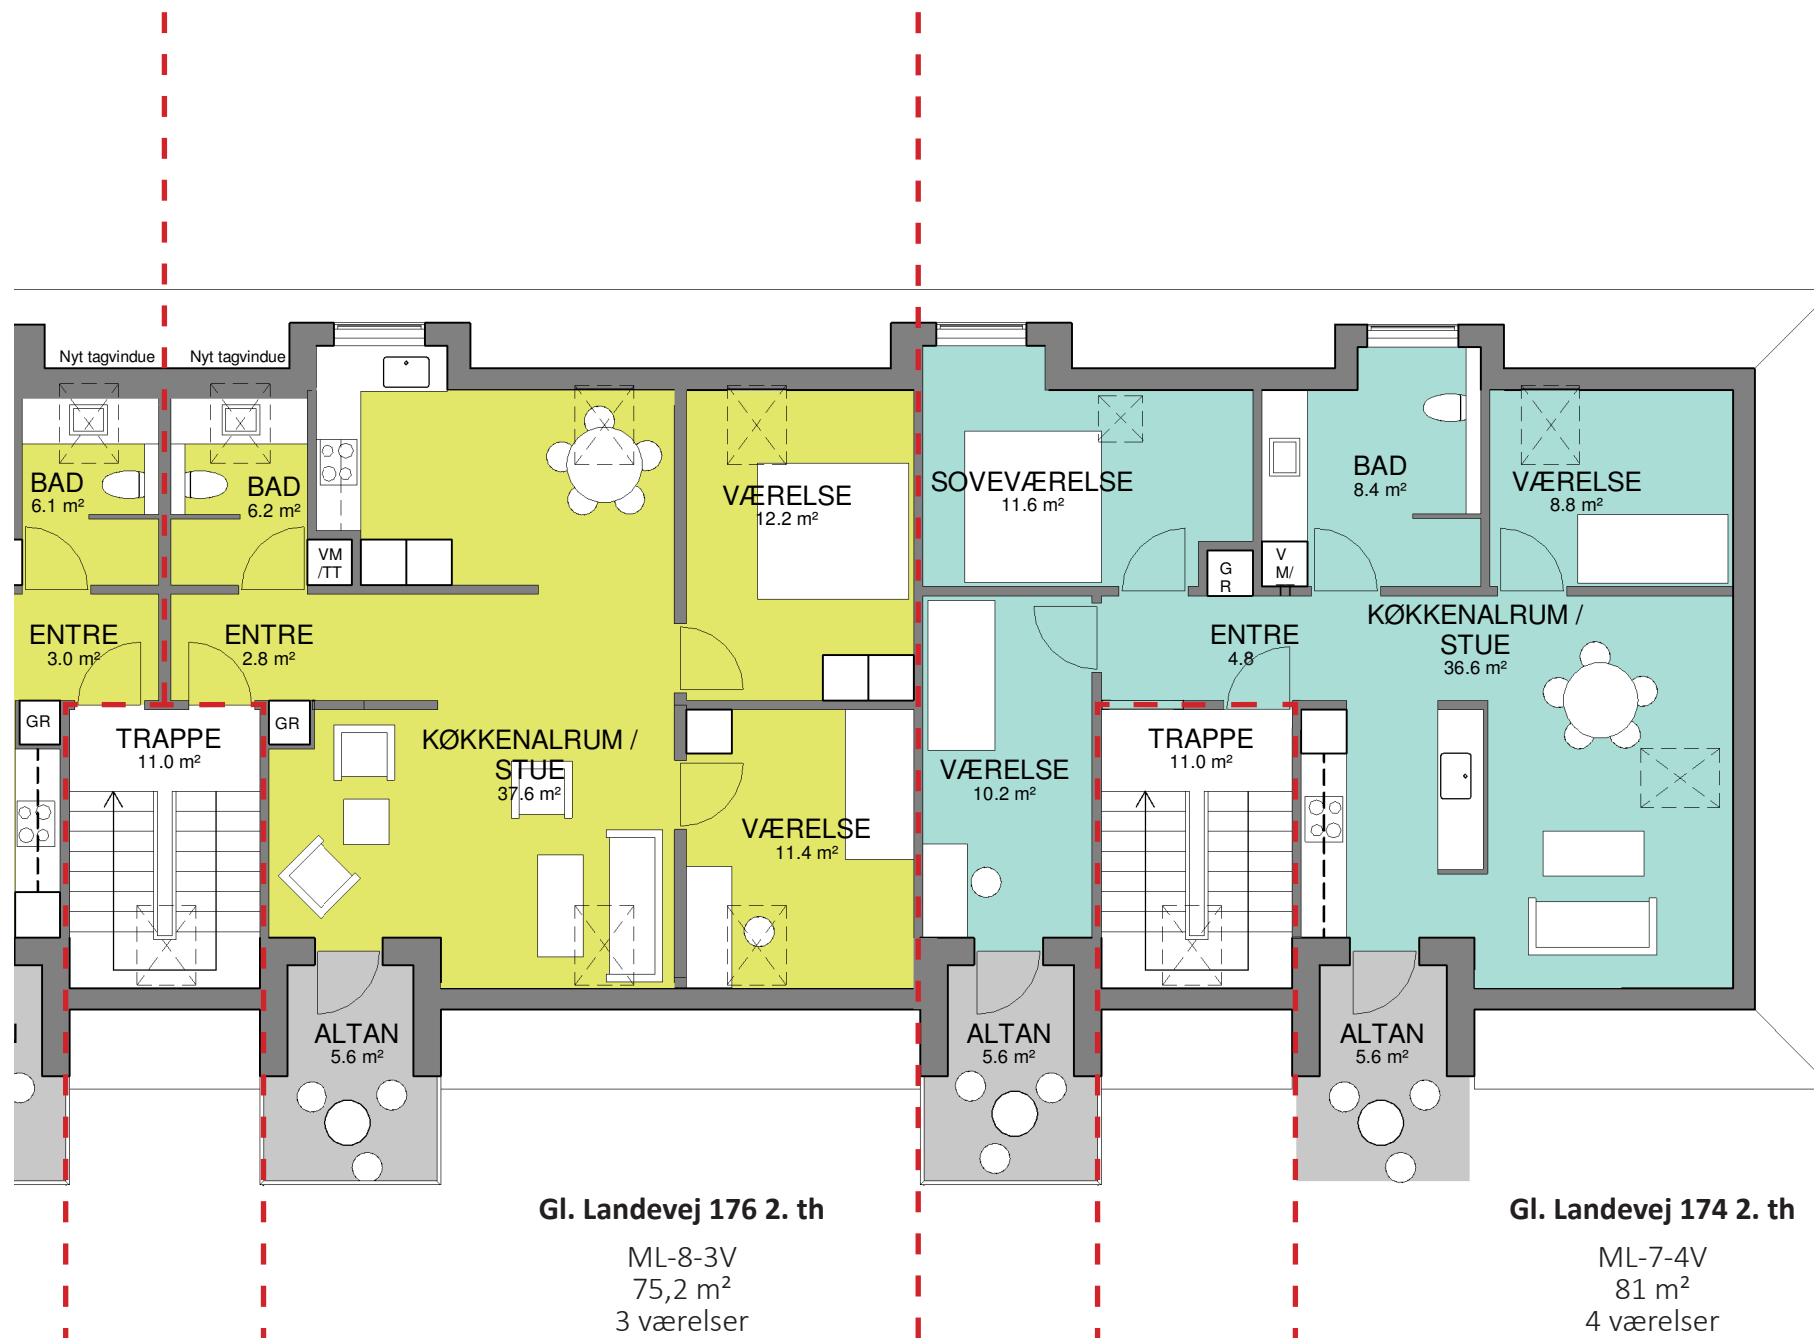 Nyt tagvindue
Nyt tagvindue
BAD
6.1 m²
BAD
6.2 m²
VM
/TT
VÆRELSE
12.2 m²
SOVEVÆRELSE
11.6 m²
G
R
V
M/
BAD
8.4 m²
VÆRELSE
8.8 m²
ENTRE
3.0 m²
ENTRE
2.8 m²
ENTRE
4.8
KØKKENALRUM /
STUE
36.6 m²
GR
TRAPPE
11.0 m²
GR
KØKKENALRUM /
STUE
37.6 m²
VÆRELSE
11.4 m²
VÆRELSE
10.2 m²
TRAPPE
11.0 m²
ALTAN
5.6 m²
ALTAN
5.6 m²
ALTAN
5.6 m²
Gl. Landevej 176 2. th
ML-8-3V
75,2 m²
3 værelser
Gl. Landevej 174 2. th
ML-7-4V
81 m²
4 værelser